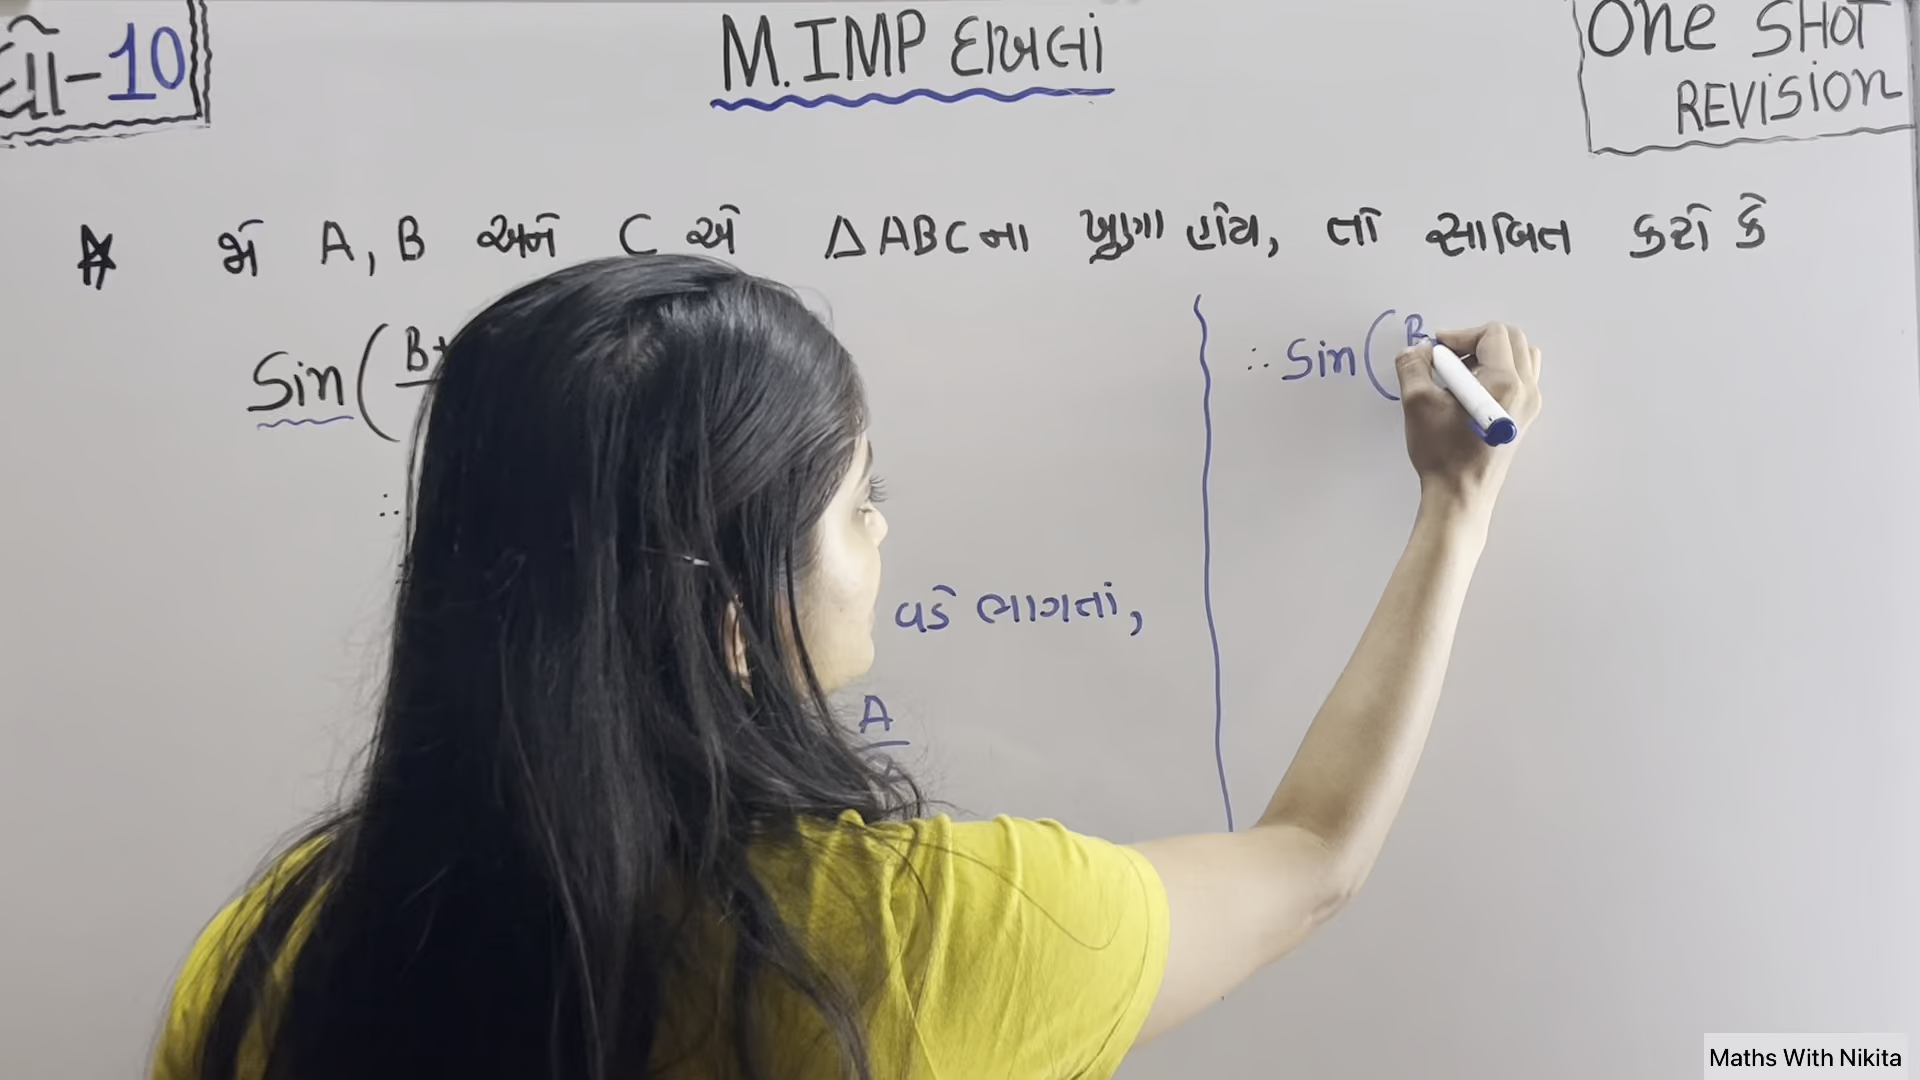 ધો-10
M.IMP દાખલા
One SHOT
REVISION
જો A, B અને C એ △ABC ના ખૂણા હોય, તો સાબિત કરો કે
Sin( B+
∴
વડે ભાગતાં,
A
∴ Sin( B
Maths With Nikita